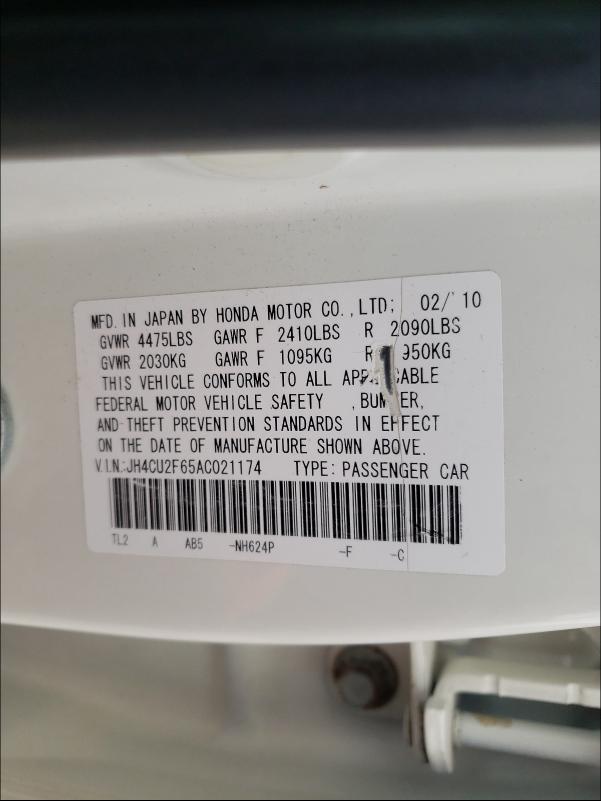 MFD. IN JAPAN BY HONDA MOTOR CO.,LTD; 02/'10
GVWR 4475LBS GAWR F 2410LBS R 2090LBS
GVWR 2030KG GAWR F 1095KG R 950KG
THIS VEHICLE CONFORMS TO ALL
FEDERAL MOTOR VEHICLE SAFETY ,
AND THEFT PREVENTION STANDARDS IN EFFECT
ON THE DATE OF MANUFACTURE SHOWN ABOVE.
V.I.N.:JH4CU2F65AC021174 TYPE: PASSENGER CAR
TL2 A AB5 -NH624P -F -C